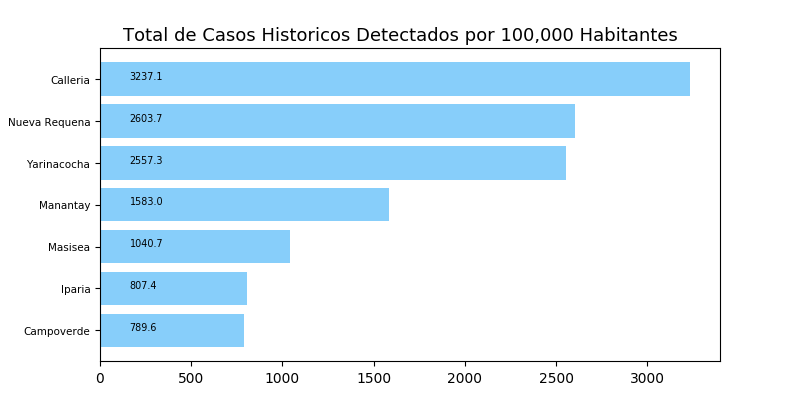 Total de Casos Historicos Detectados por 100,000 Habitantes
Calleria 3237.1
Nueva Requena 2603.7
Yarinacocha 2557.3
Manantay 1583.0
Masisea 1040.7
Iparia 807.4
Campoverde 789.6
0 500 1000 1500 2000 2500 3000